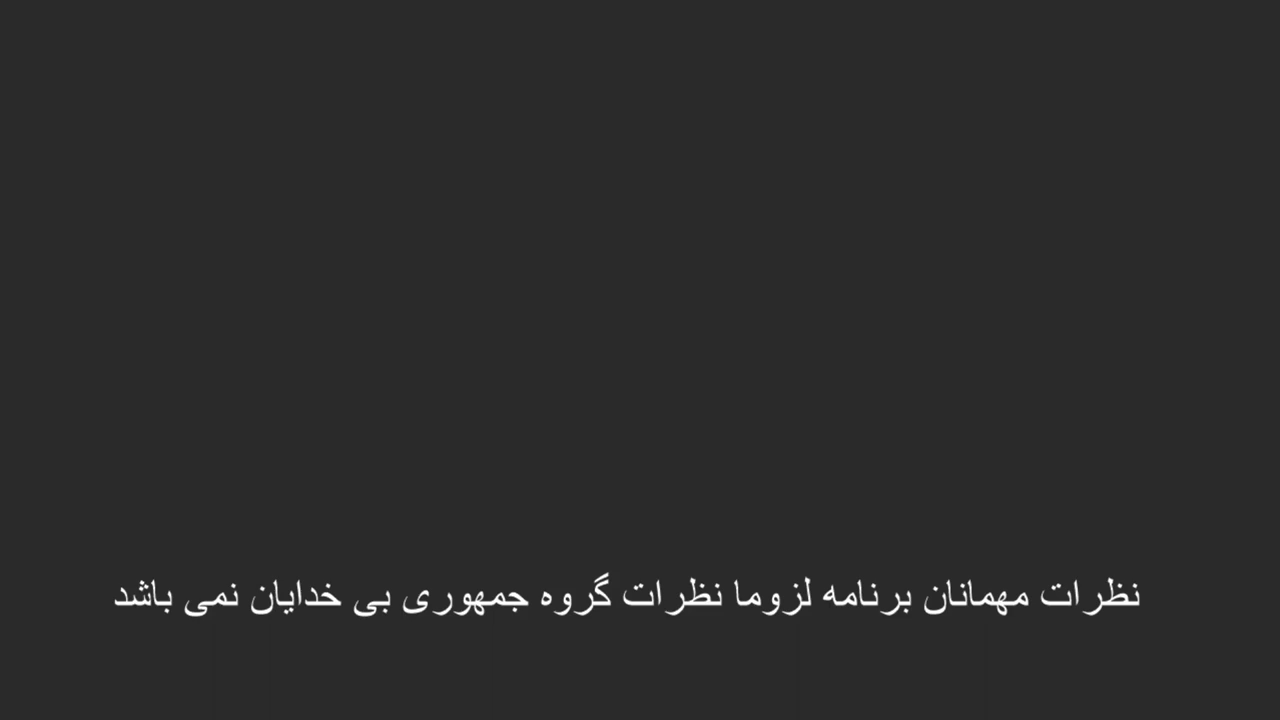 نظرات مهمانان برنامه لزوما نظرات گروه جمهوری بی خدایان نمی باشد